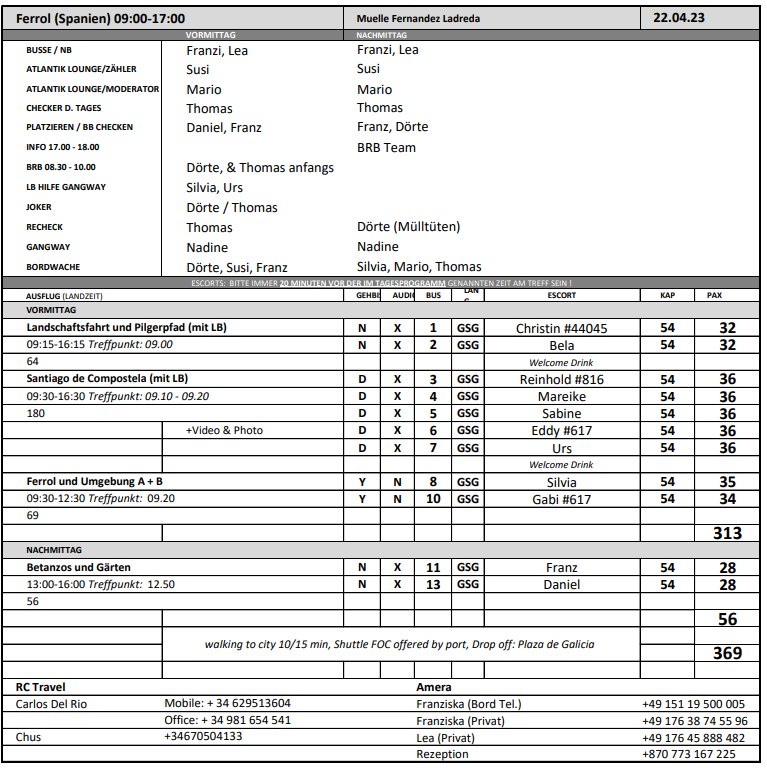 Ferrol (Spanien) 09:00-17:00 Muelle Fernandez Ladreda 22.04.23
VORMITTAG NACHMITTAG
BUSSE / NB Franzi, Lea Franzi, Lea
ATLANTIK LOUNGE/ZÄHLER Susi Susi
ATLANTIK LOUNGE/MODERATOR Mario Mario
CHECKER D. TAGES Thomas Thomas
PLATZIEREN / BB CHECKEN Daniel, Franz Franz, Dörte
INFO 17.00 - 18.00 BRB Team
BRB 08.30 - 10.00 Dörte, & Thomas anfangs
LB HILFE GANGWAY Silvia, Urs
JOKER Dörte / Thomas
RECHECK Thomas Dörte (Mülltüten)
GANGWAY Nadine Nadine
BORDWACHE Dörte, Susi, Franz Silvia, Mario, Thomas
ESCORTS: BITTE IMMER 20 MINUTEN VOR DER IM TAGESPROGRAMM GENANNTEN ZEIT AM TREFF SEIN !
AUSFLUG (LANDZEIT) GEHBE AUDIO BUS LAN G ESCORT KAP PAX
VORMITTAG
Landschaftsfahrt und Pilgerpfad (mit LB) N X 1 GSG Christin #44045 54 32
09:15-16:15 Treffpunkt: 09.00 N X 2 GSG Bela 54 32
64 Welcome Drink
Santiago de Compostela (mit LB) D X 3 GSG Reinhold #816 54 36
09:30-16:30 Treffpunkt: 09.10 - 09.20 D X 4 GSG Mareike 54 36
180 D X 5 GSG Sabine 54 36
+Video & Photo D X 6 GSG Eddy #617 54 36
D X 7 GSG Urs 54 36
Welcome Drink
Ferrol und Umgebung A + B Y N 8 GSG Silvia 54 35
09:30-12:30 Treffpunkt: 09.20 Y N 10 GSG Gabi #617 54 34
69
313
NACHMITTAG
Betanzos und Gärten N X 11 GSG Franz 54 28
13:00-16:00 Treffpunkt: 12.50 N X 13 GSG Daniel 54 28
56
56
walking to city 10/15 min, Shuttle FOC offered by port, Drop off: Plaza de Galicia
369
RC Travel Amera
Carlos Del Rio Mobile: + 34 629513604 Franziska (Bord Tel.) +49 151 19 500 005
Office: + 34 981 654 541 Franziska (Privat) +49 176 38 74 55 96
Chus +34670504133 Lea (Privat) +49 176 45 888 482
Rezeption +870 773 167 225